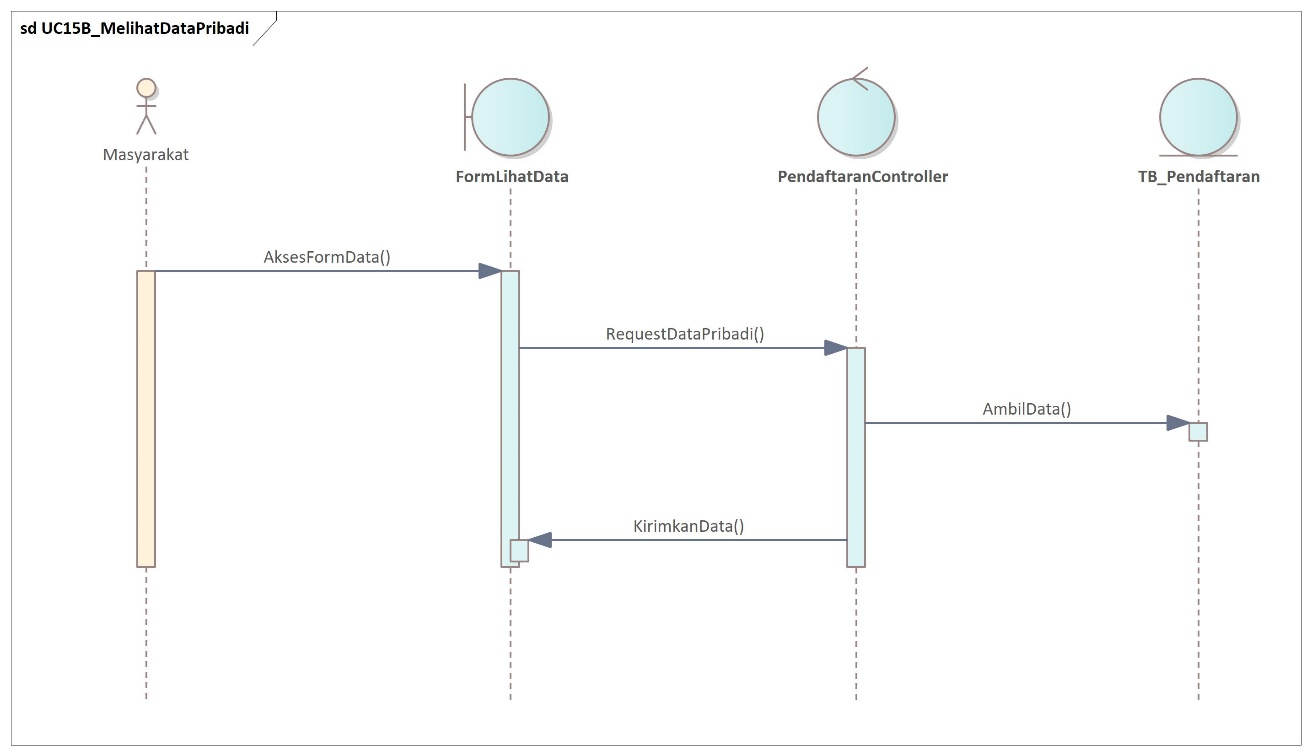 sd UC15B_MelihatDataPribadi
Masyarakat
FormLihatData
PendaftaranController
TB_Pendaftaran
AksesFormData()
RequestDataPribadi()
AmbilData()
KirimkanData()